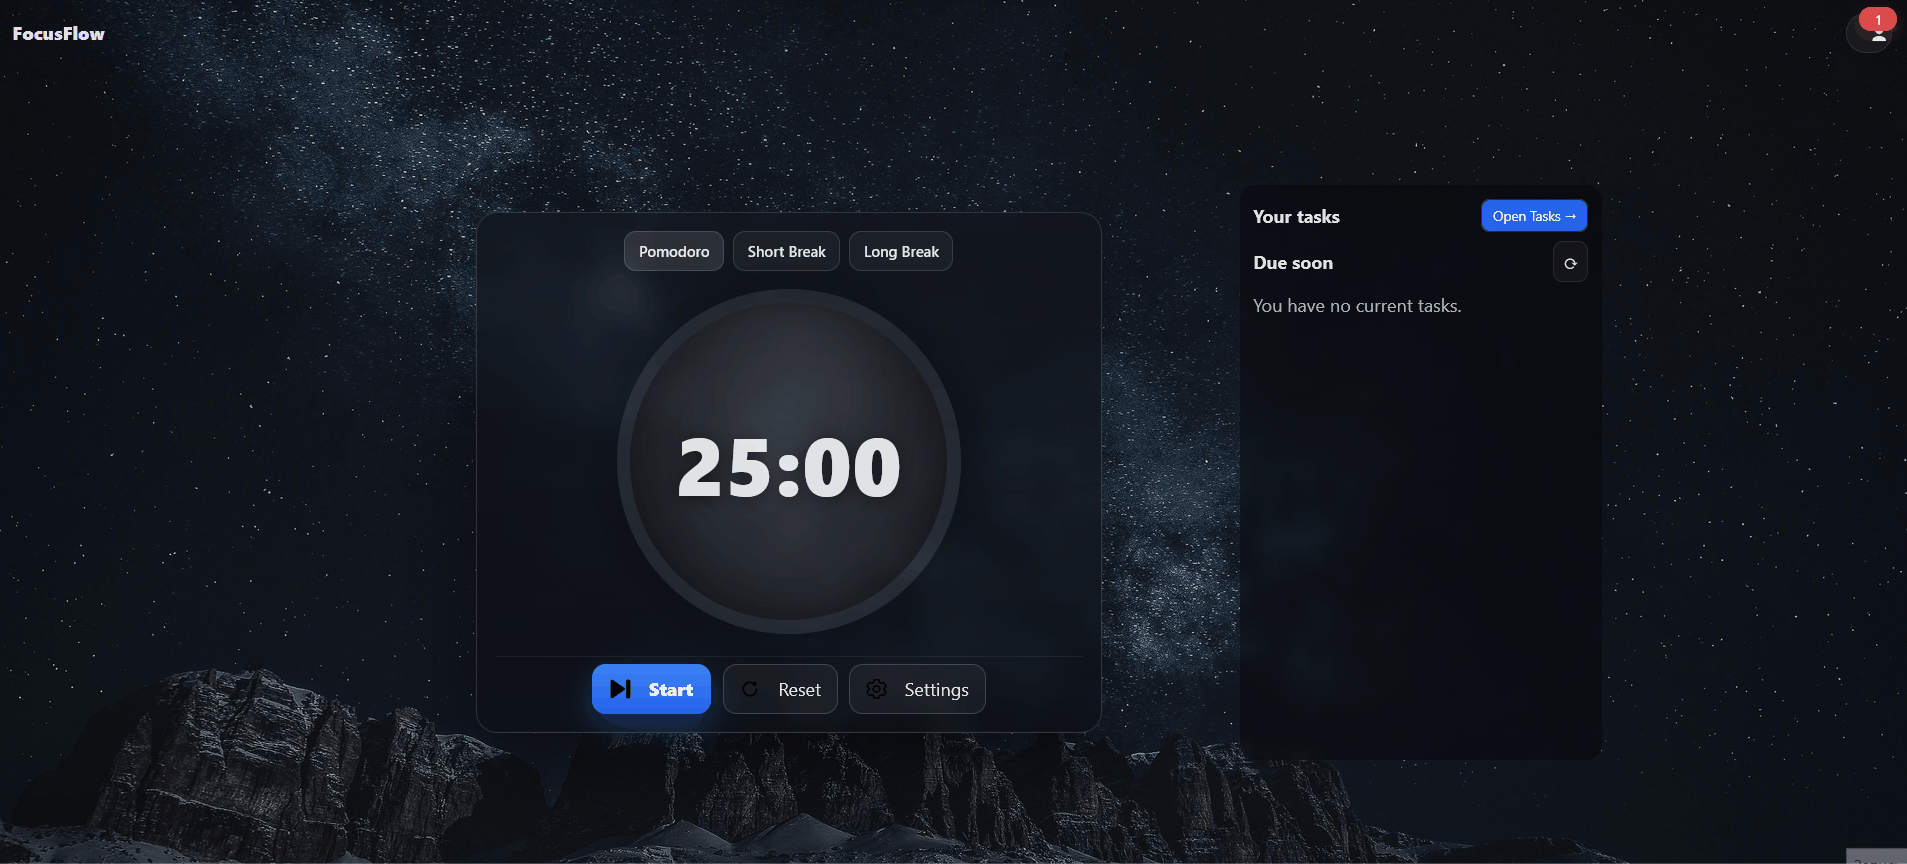 FocusFlow
1
Pomodoro
Short Break
Long Break
25:00
Start
Reset
Settings
Your tasks
Open Tasks →
Due soon
You have no current tasks.